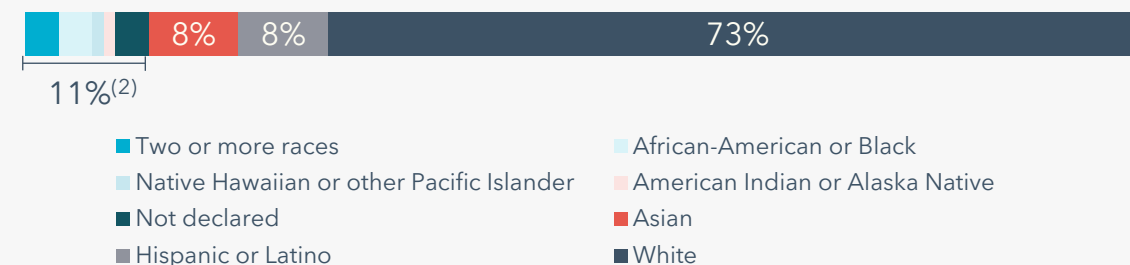 8% 8% 73%
11%(2)
Two or more races African-American or Black
Native Hawaiian or other Pacific Islander American Indian or Alaska Native
Not declared Asian
Hispanic or Latino White